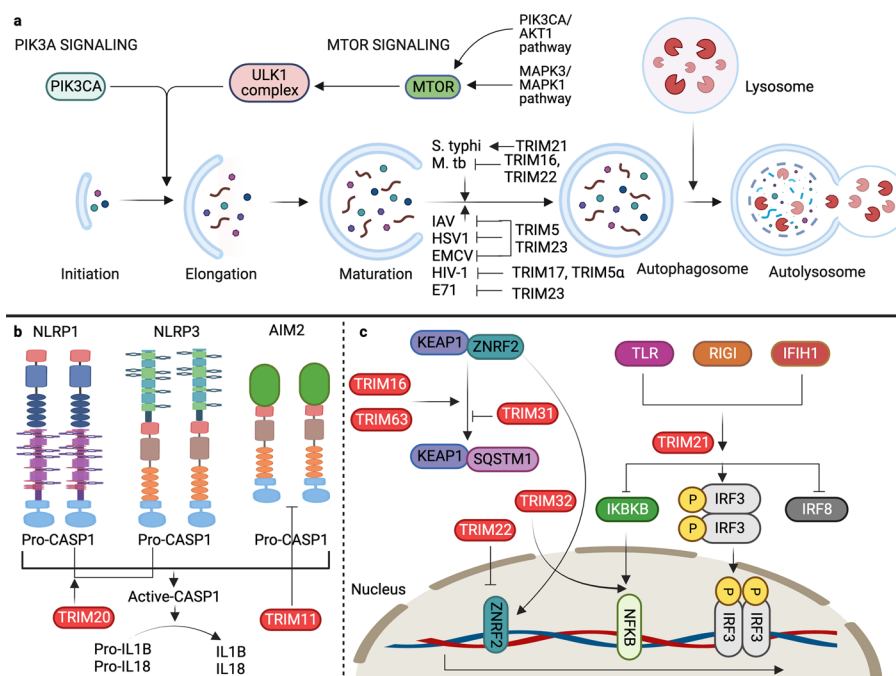 a
PIK3A SIGNALING
MTOR SIGNALING
PIK3CA/
AKT1
pathway
MAPK3/
MAPK1
pathway
PIK3CA
ULK1
complex
MTOR
Lysosome
S. typhi
M. tb
TRIM21
TRIM16,
TRIM22
IAV
HSV1
EMCV
HIV-1
E71
TRIM5
TRIM23
TRIM17, TRIM5α
TRIM23
Initiation
Elongation
Maturation
Autophagosome
Autolysosome
b
NLRP1
NLRP3
AIM2
Pro-CASP1
Pro-CASP1
Pro-CASP1
Active-CASP1
TRIM20
TRIM11
Pro-IL1B
Pro-IL18
IL1B
IL18
c
KEAP1
ZNRF2
TRIM16
TRIM63
TRIM31
KEAP1
SQSTM1
TRIM32
TRIM22
TLR
RIGI
IFIH1
TRIM21
IKBKB
P
IRF3
P
IRF3
IRF8
Nucleus
ZNRF2
NFKB
P
P
IRF3
IRF3